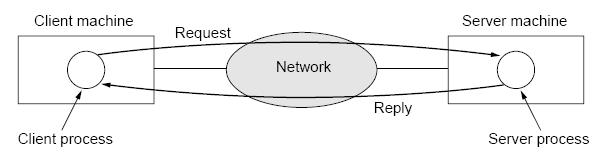 Client machine
Server machine
Request
Network
Reply
Client process
Server process